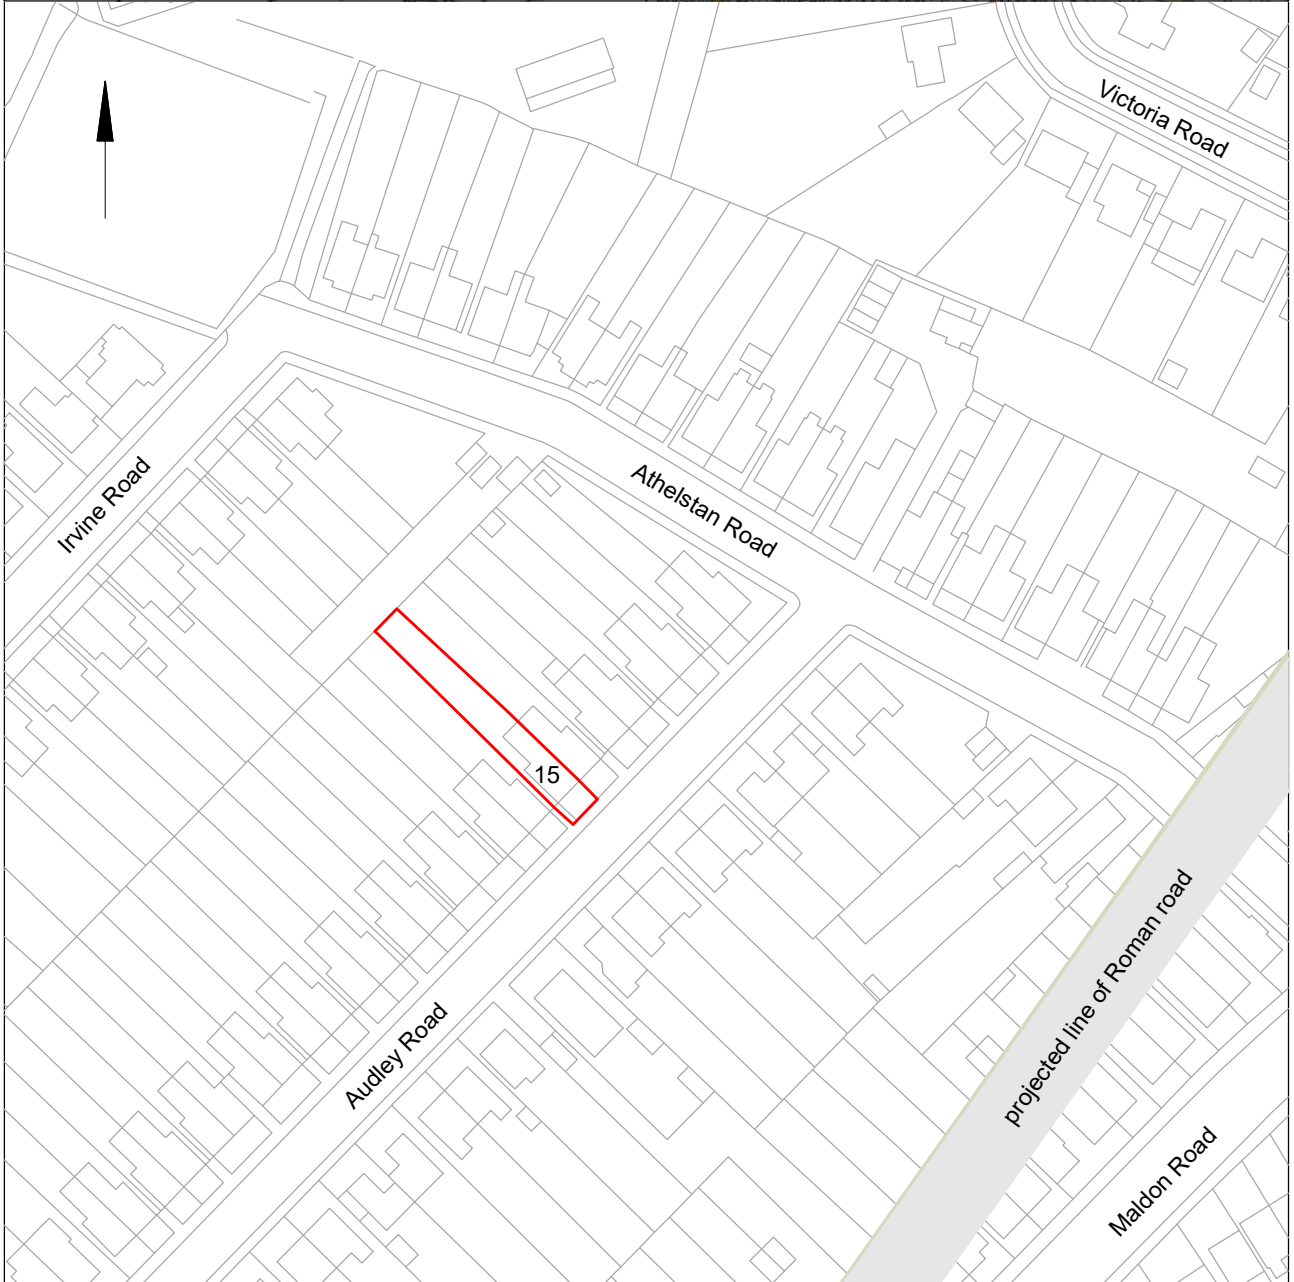 Victoria Road
Irvine Road
Athelstan Road
15
projected line of Roman road
Audley Road
Maldon Road